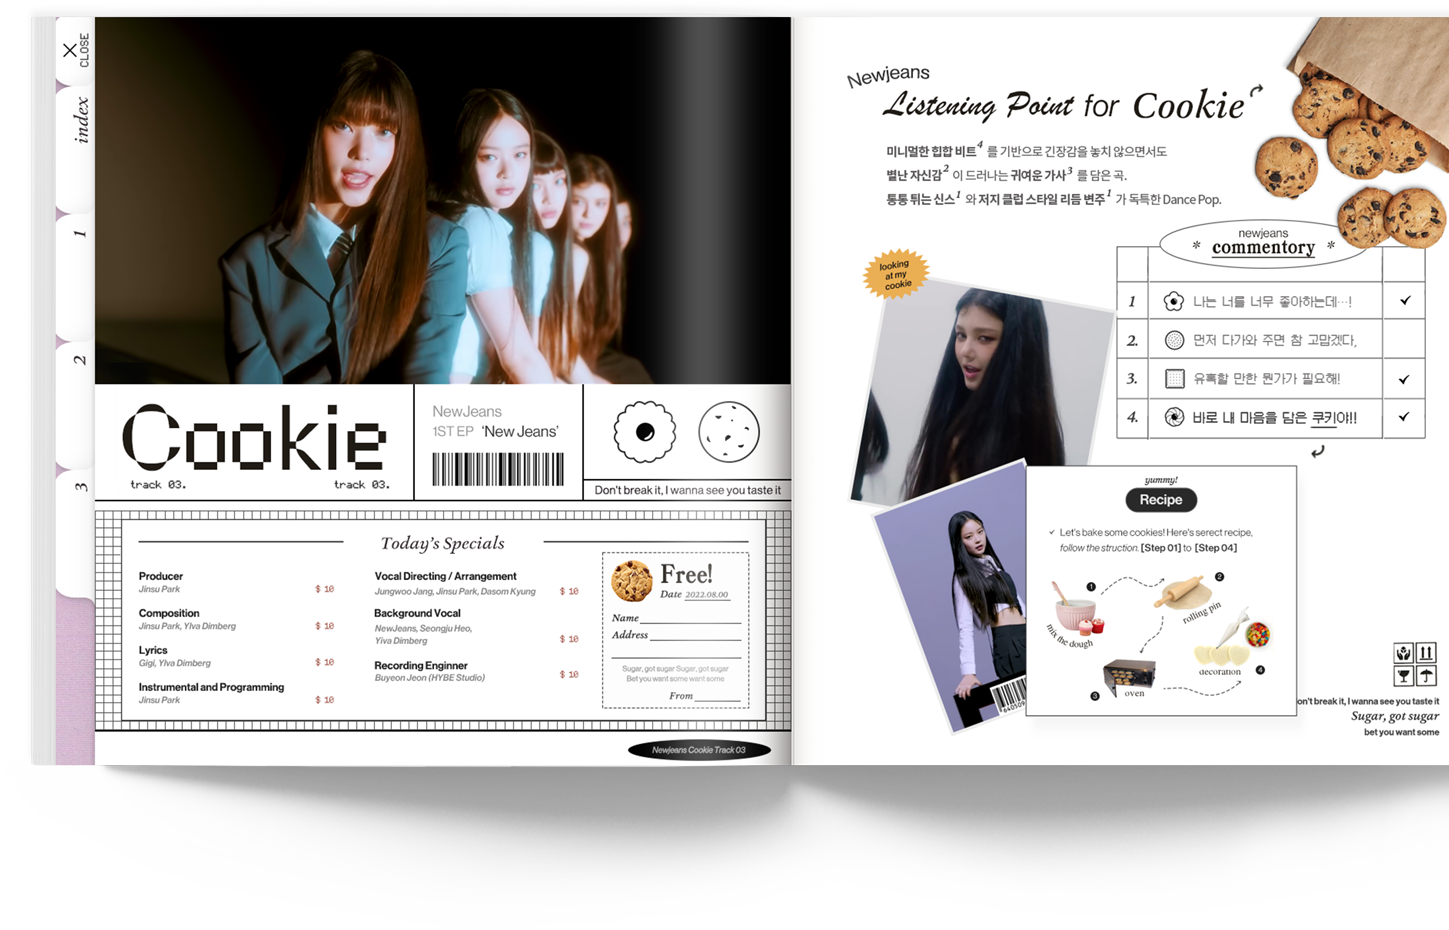 CLOSE
index
1
2
3
Cookie
track 03.
track 03.
NewJeans
1ST EP 'New Jeans'
Don't break it, I wanna see you taste it
Today's Specials
Producer
Jinsu Park
$ 10
Composition
Jinsu Park, Ylva Dimberg
$ 10
Lyrics
Gigi, Ylva Dimberg
$ 10
Instrumental and Programming
Jinsu Park
$ 10
Vocal Directing / Arrangement
Jungwoo Jang, Jinsu Park, Dasom Kyung
$ 10
Background Vocal
NewJeans, Seongju Heo,
Ylva Dimberg
$ 10
Recording Enginner
Buyeon Jeon (HYBE Studio)
$ 10
Free!
Date 2022.08.00
Name
Address
Sugar, got sugar Sugar, got sugar
Bet you want some want some
From
Newjeans Cookie Track 03
Newjeans
Listening Point for Cookie
미니멀한 힙합 비트4 를 기반으로 긴장감을 놓치 않으면서도
별난 자신감2 이 드러나는 귀여운 가사3 를 담은 곡.
통통 튀는 신스1 와 저지 클럽 스타일 리듬 변주1 가 독특한 Dance Pop.
looking
at my
cookie
newjeans
* commentory *
1 나는 너를 너무 좋아하는데...!
2. 먼저 다가와 주면 참 고맙겠다,
3. 유혹할 만한 뭔가가 필요해!
4. 바로 내 마음을 담은 쿠키야!!
yummy!
Recipe
Let's bake some cookies! Here's serect recipe,
follow the struction. [Step 01] to [Step 04]
1
mix the dough
2
rolling pin
3
oven
4
decoration
on't break it, I wanna see you taste it
Sugar, got sugar
bet you want some